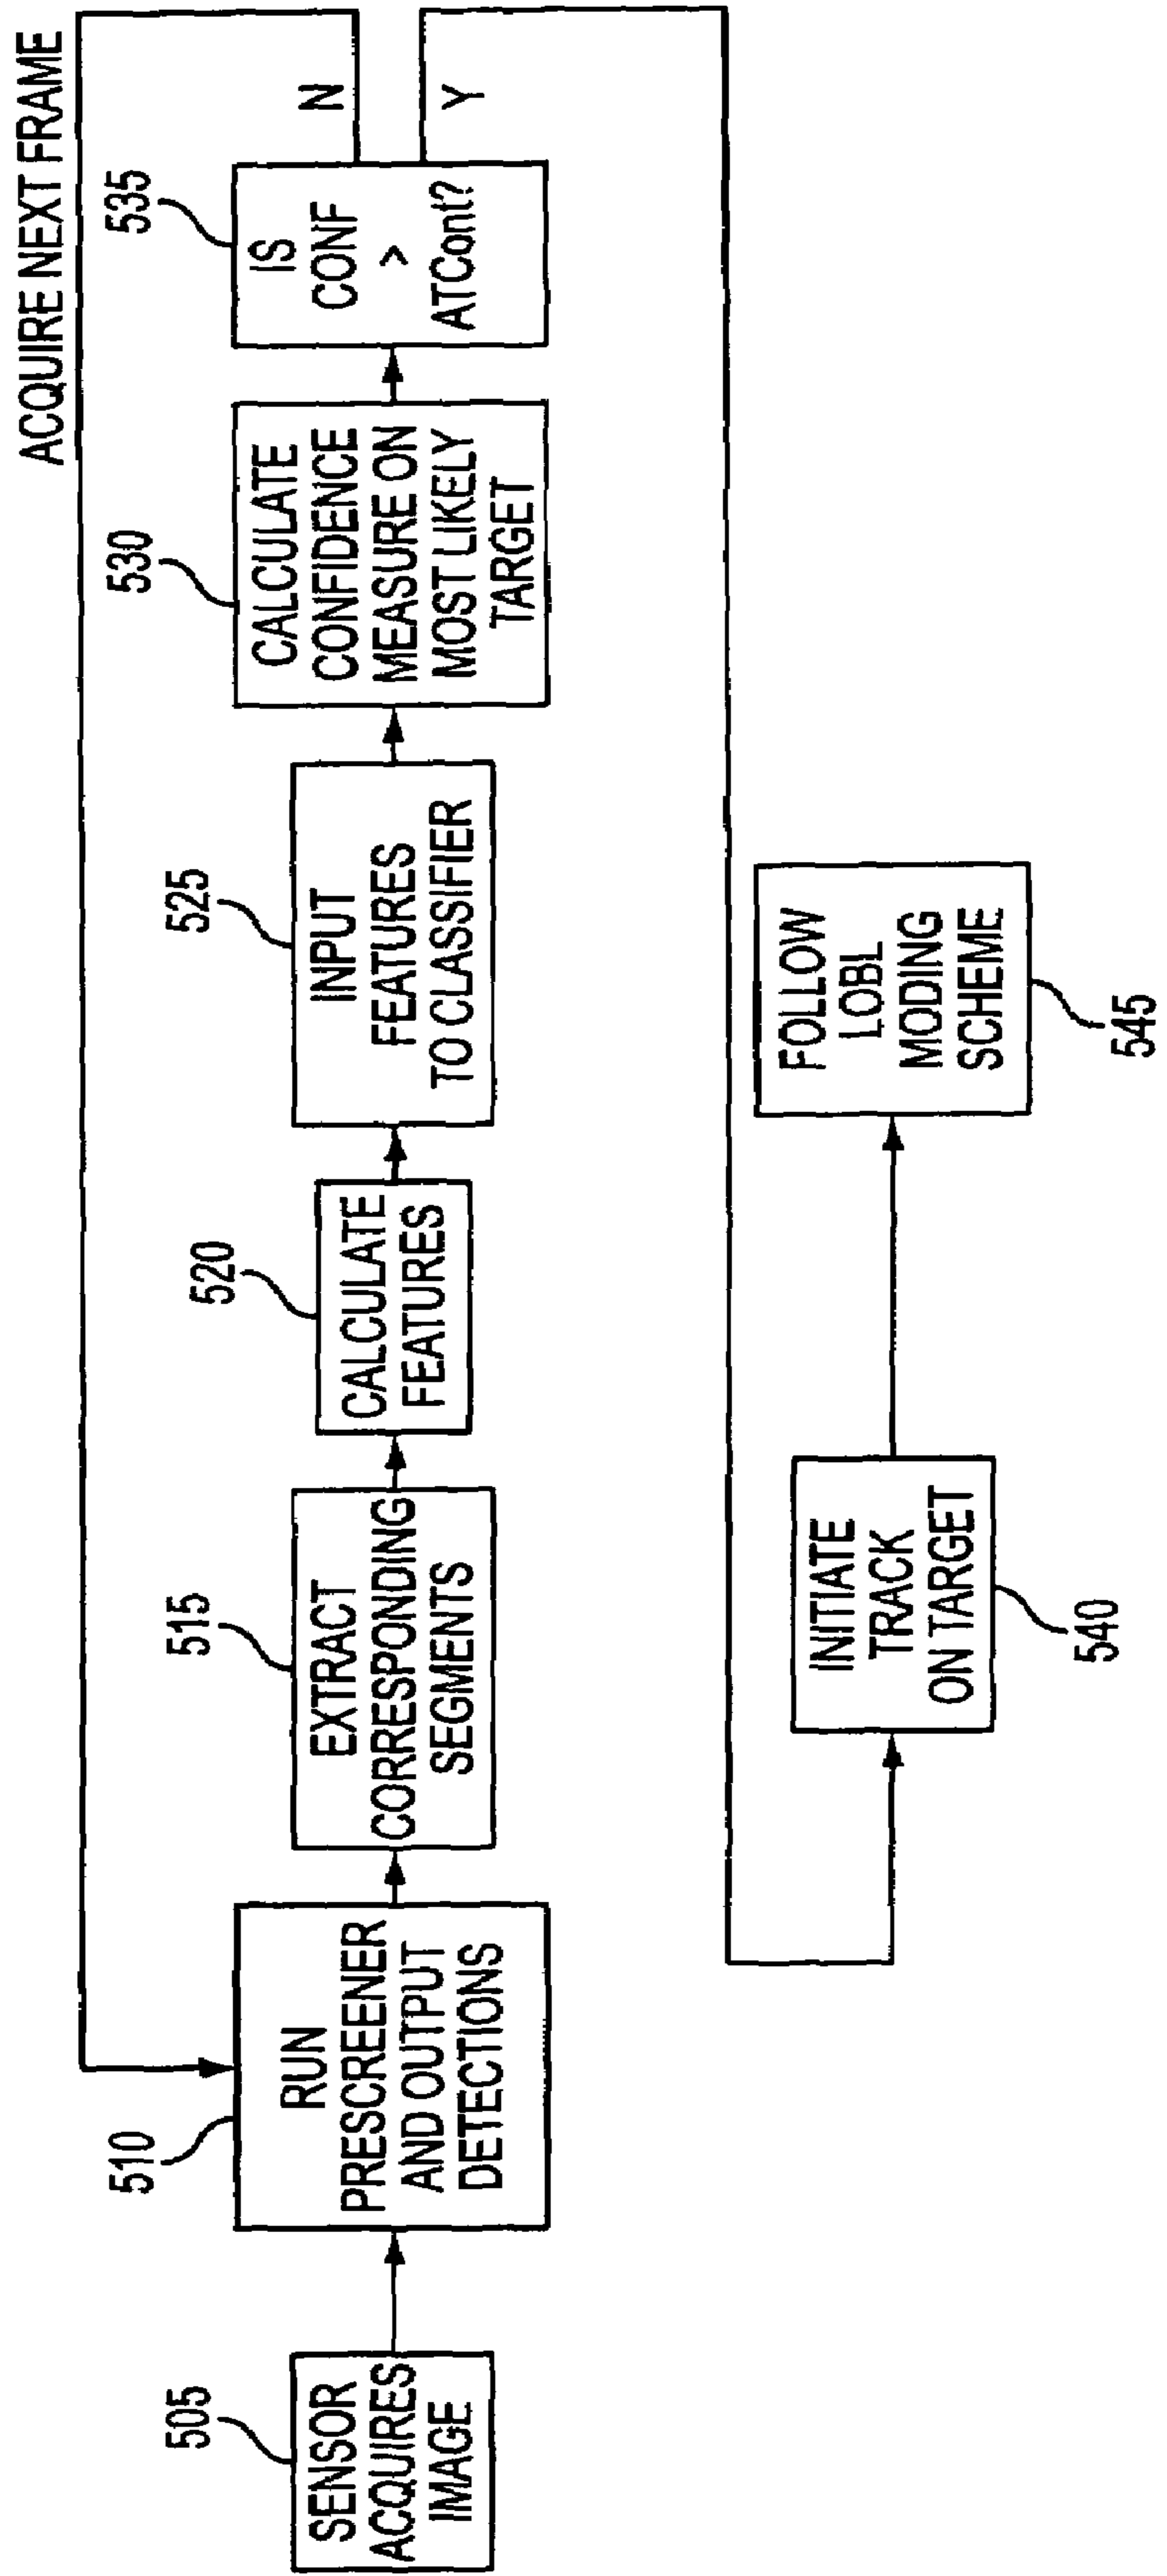 ACQUIRE NEXT FRAME
505
SENSOR
ACQUIRES
IMAGE
510
RUN
PRESCREENER
AND OUTPUT
DETECTIONS
515
EXTRACT
CORRESPONDING
SEGMENTS
520
CALCULATE
FEATURES
525
INPUT
FEATURES
TO CLASSIFIER
530
CALCULATE
CONFIDENCE
MEASURE ON
MOST LIKELY
TARGET
535
IS
CONF
>
ATCont?
N
Y
INITIATE
TRACK
ON TARGET
540
FOLLOW
LOBL
MODING
SCHEME
545